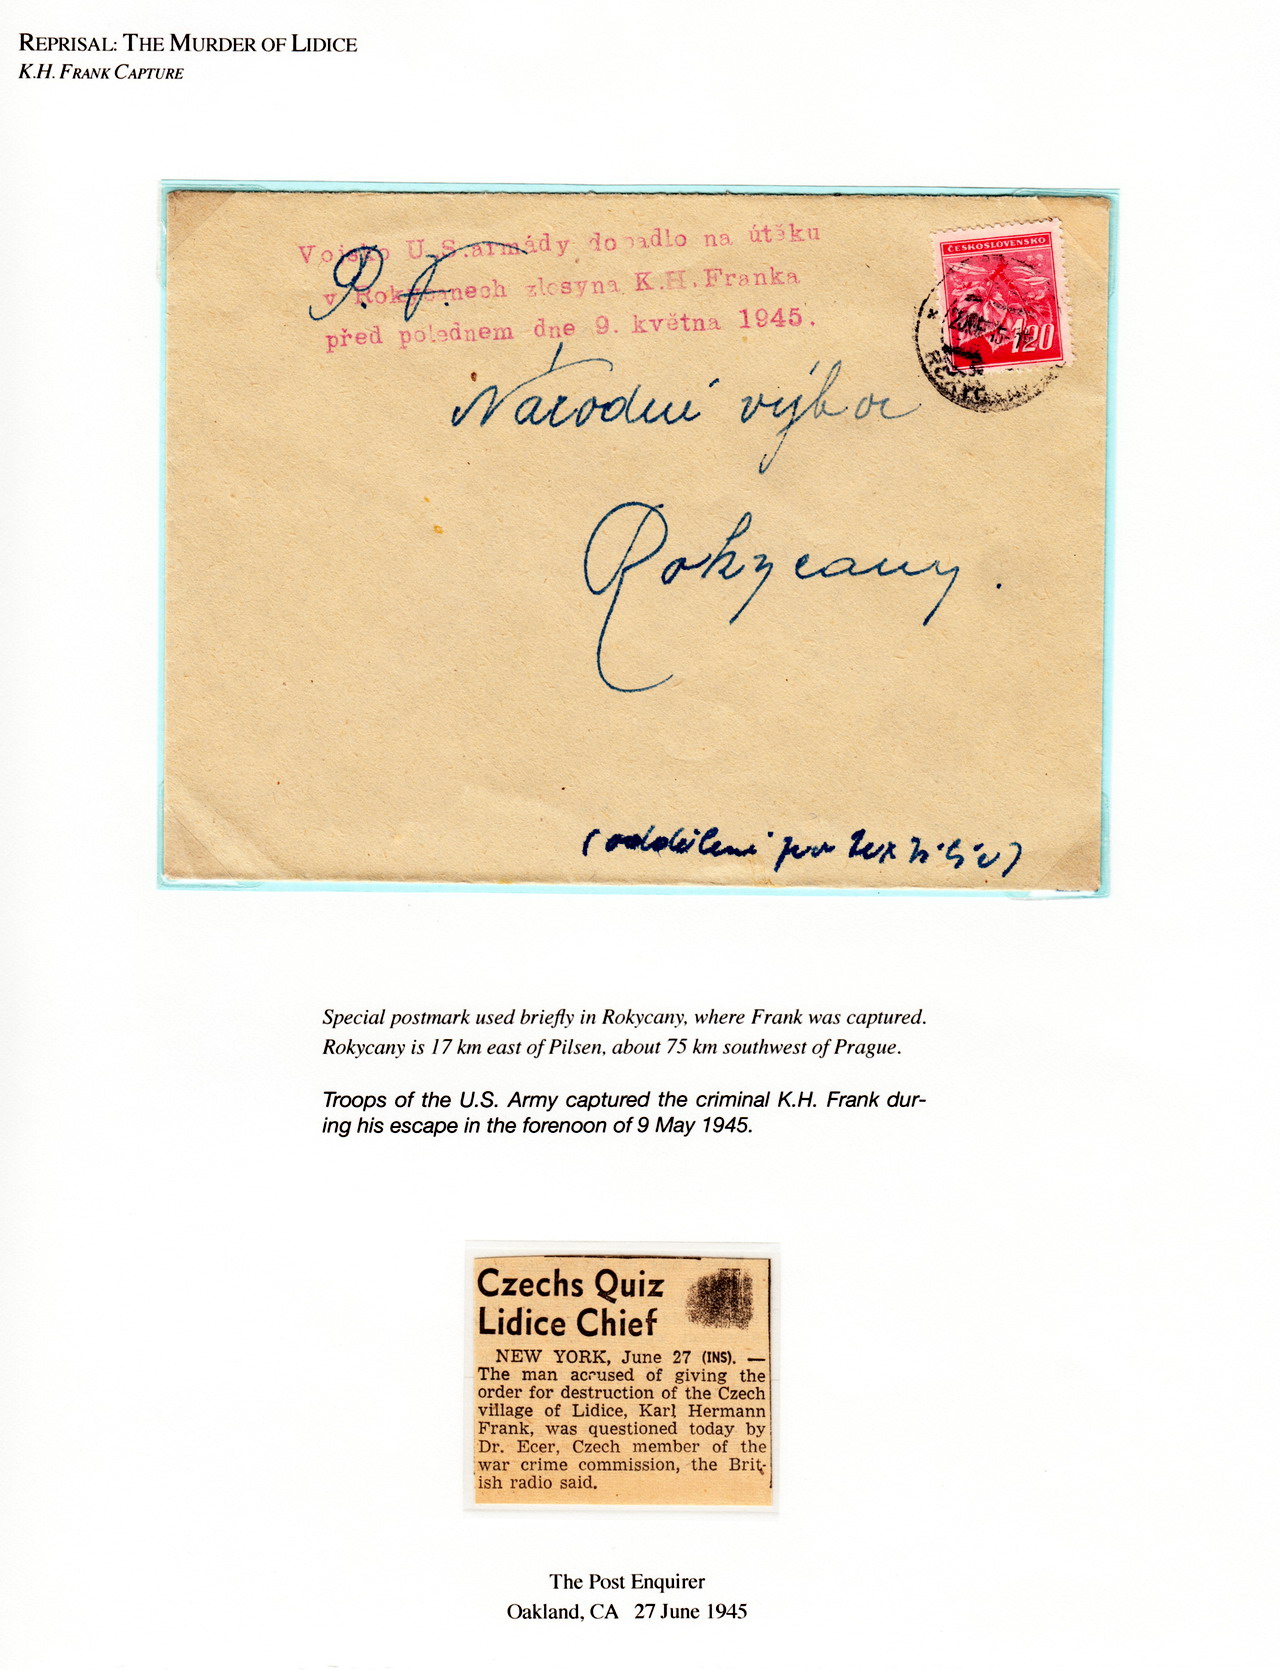 REPRISAL: THE MURDER OF LIDICE
K.H. FRANK CAPTURE
Vojsko U.S.armády dopadlo na útěku
v Rokycanech zlosyna K.H.Franka
před polednem dne 9. května 1945.
P. T.
ČESKOSLOVENSKO
120
Národní výbor
Rokycany.
(oddělení pro
Special postmark used briefly in Rokycany, where Frank was captured.
Rokycany is 17 km east of Pilsen, about 75 km southwest of Prague.
Troops of the U.S. Army captured the criminal K.H. Frank dur-
ing his escape in the forenoon of 9 May 1945.
Czechs Quiz
Lidice Chief
NEW YORK, June 27 (INS). —
The man accused of giving the
order for destruction of the Czech
village of Lidice, Karl Hermann
Frank, was questioned today by
Dr. Ecer, Czech member of the
war crime commission, the Brit-
ish radio said.
The Post Enquirer
Oakland, CA 27 June 1945